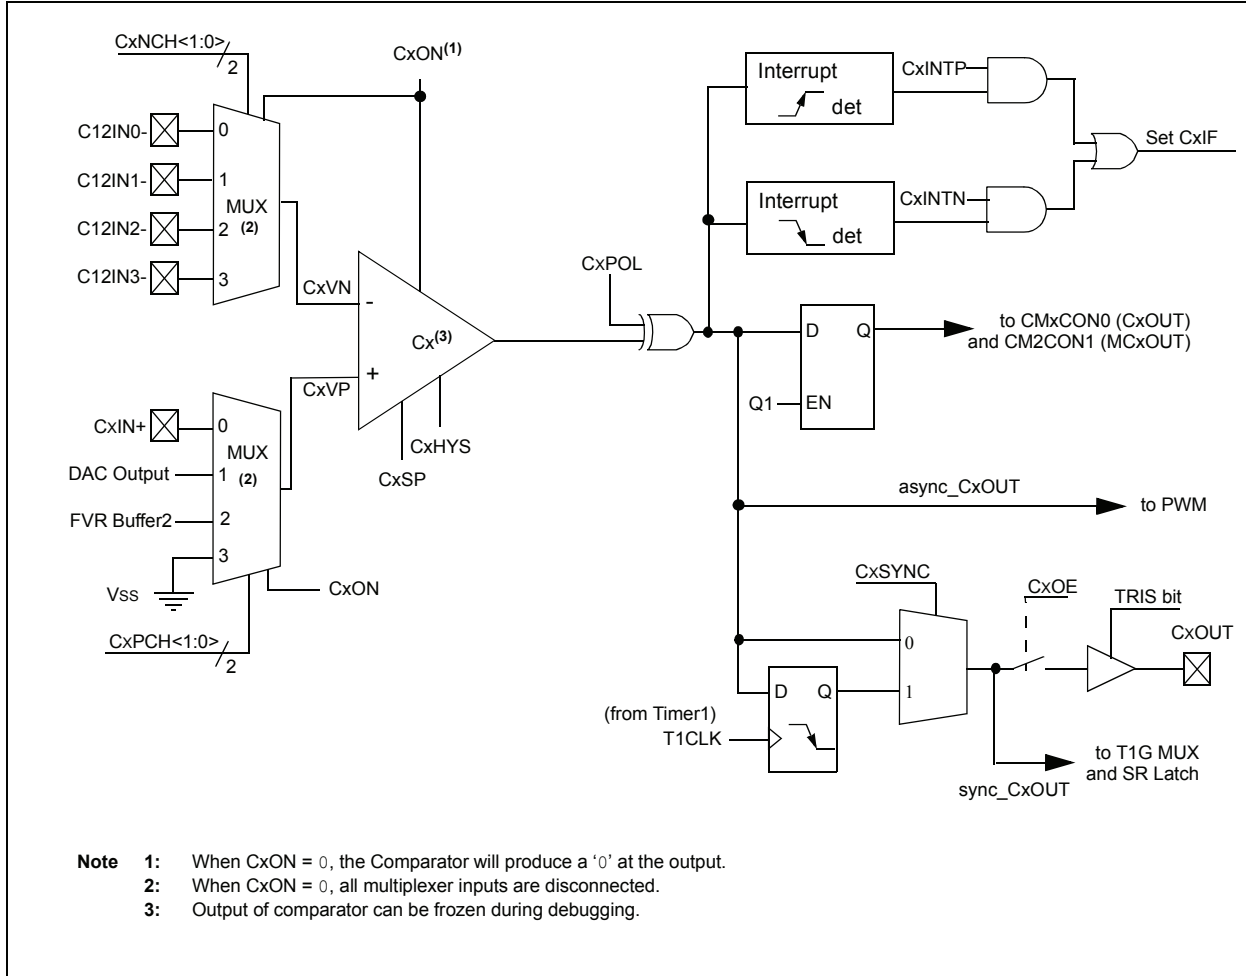 CxNCH<1:0>
2
CxON(1)
C12IN0-
0
C12IN1-
1
MUX
(2)
C12IN2-
2
C12IN3-
3
CxVN
-
Cx(3)
+
CxVP
CxHYS
CxSP
CxIN+
0
MUX
(2)
DAC Output
1
FVR Buffer2
2
3
VSS
CxON
CxPCH<1:0>
2
Interrupt
det
CxINTP
Set CxIF
Interrupt
det
CxINTN
CxPOL
D
Q
Q1
EN
to CMxCON0 (CxOUT)
and CM2CON1 (MCxOUT)
async_CxOUT
to PWM
CxSYNC
0
1
CxOE
TRIS bit
CxOUT
D
Q
(from Timer1)
T1CLK
to T1G MUX
and SR Latch
sync_CxOUT
Note 1: When CxON = 0, the Comparator will produce a ‘0’ at the output.
2: When CxON = 0, all multiplexer inputs are disconnected.
3: Output of comparator can be frozen during debugging.